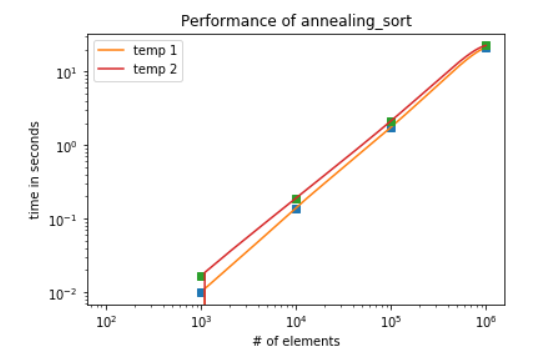 Performance of annealing_sort
temp 1
temp 2
10¹
10⁰
10⁻¹
10⁻²
time in seconds
10² 10³ 10⁴ 10⁵ 10⁶
# of elements